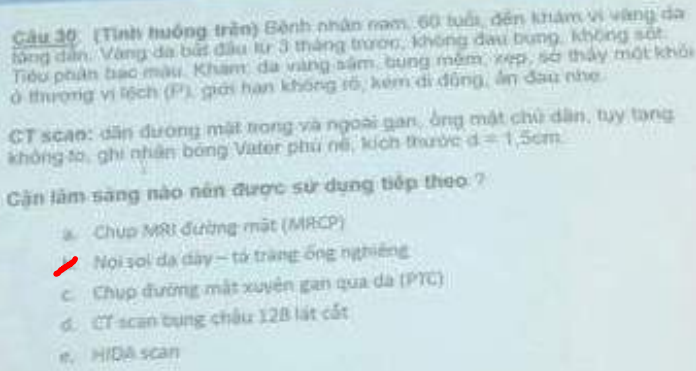 Câu 30: (Tình huống trên) Bệnh nhân nam, 60 tuổi, đến khám vì vàng da
tăng dần. Vàng da bắt đầu từ 3 tháng trước, không đau bụng, không sốt.
Tiêu phân bạc màu. Khám: da vàng sậm, bụng mềm, xẹp, sờ thấy một khối
ở thượng vị lệch (P), giới hạn không rõ, kém di động, ấn đau nhẹ.
CT scan: dãn đường mật trong và ngoài gan, ống mật chủ dãn, tụy tạng
không to, ghi nhận bóng Vater phù nề, kích thước d = 1,5cm.
Cận lâm sàng nào nên được sử dụng tiếp theo ?
a. Chụp MRI đường mật (MRCP)
Nội soi dạ dày – tá tràng ống nghiêng
c. Chụp đường mật xuyên gan qua da (PTC)
d. CT scan bụng chậu 128 lát cắt
e. HIDA scan